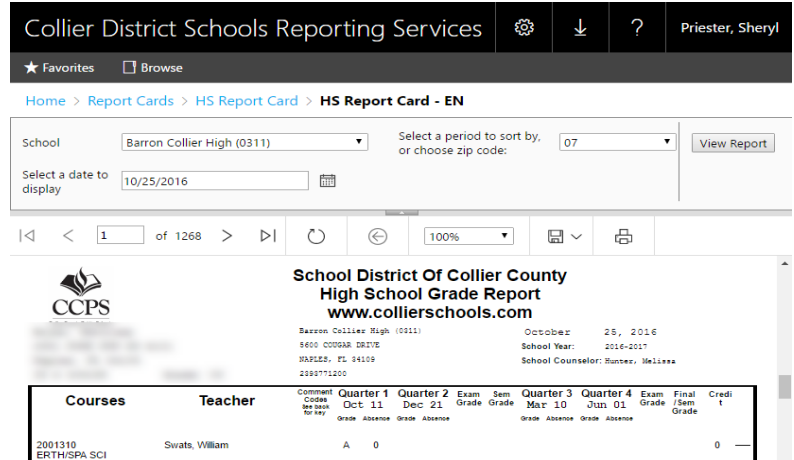 Collier District Schools Reporting Services ? Priester, Sheryl
Favorites Browse
Home > Report Cards > HS Report Card > HS Report Card - EN
School Barron Collier High (0311) Select a period to sort by, or choose zip code: 07 View Report
Select a date to display 10/25/2016
1 of 1268 100%
CCPS
School District Of Collier County
High School Grade Report
www.collierschools.com
Barron Collier High (0311) October 25, 2016
5600 COUGAR DRIVE School Year: 2016-2017
NAPLES, FL 34109 School Counselor: Hunter, Melissa
2393771200
Courses Teacher Comment Codes See back for key Quarter 1 Oct 11 Grade Absence Quarter 2 Dec 21 Grade Absence Exam Grade Sem Grade Quarter 3 Mar 10 Grade Absence Quarter 4 Jun 01 Grade Absence Exam Grade Final /Sem Grade Credi t
2001310 Swats, William A 0 0
ERTH/SPA SCI